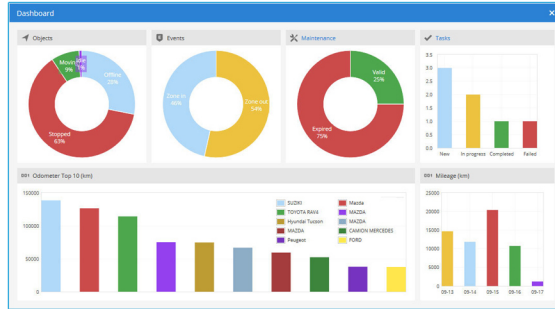 Dashboard
Objects
Events
Maintenance
Tasks
Moving
9%
1%
Offline
Stopped
63%
Zone in
46%
Zone out
54%
Valid
25%
Expired
75%
3.5
3.0
2.5
2.0
1.5
1.0
0.5
0.0
New In progress Completed Failed
Odometer Top 10 (km)
Mileage (km)
150000
100000
50000
0
SUZIKI Mazda
TOYOTA RAV4 MAZDA
Hyundai Tucson MAZDA
MAZDA CAMION MERCEDES
Peugeot FORD
25000
20000
15000
10000
5000
0
09-13 09-14 09-15 09-16 09-17